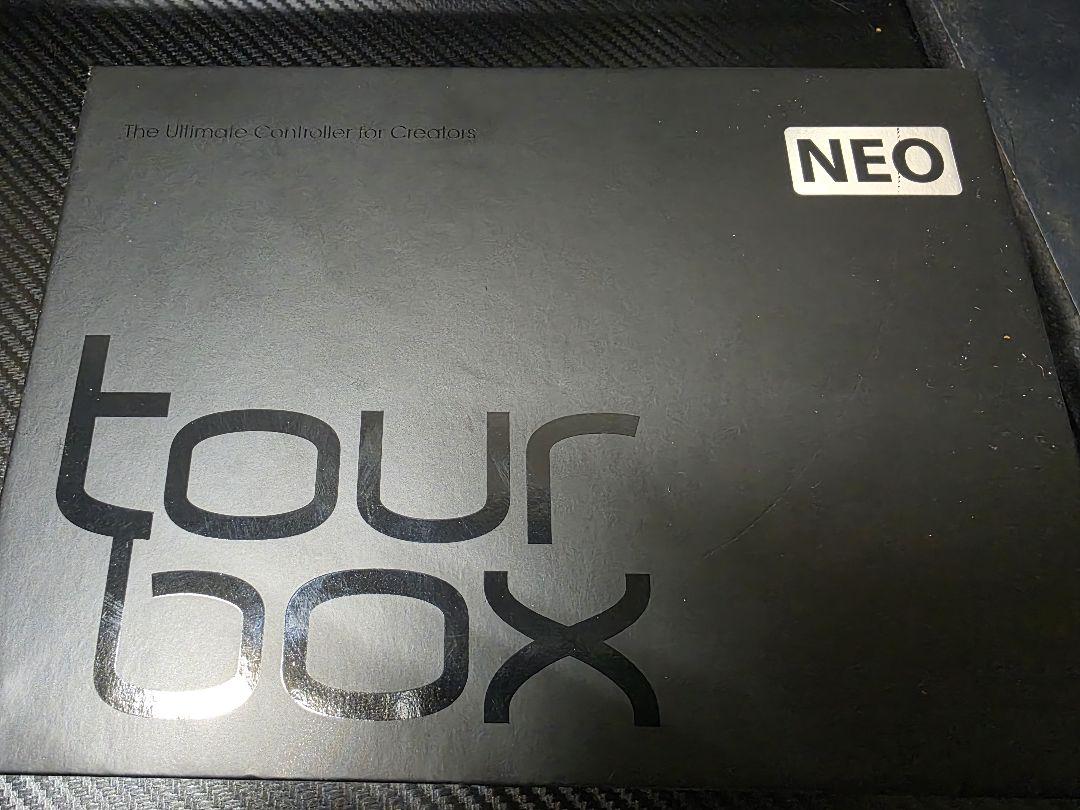 The Ultimate Controller for Creators
NEO
tour
box